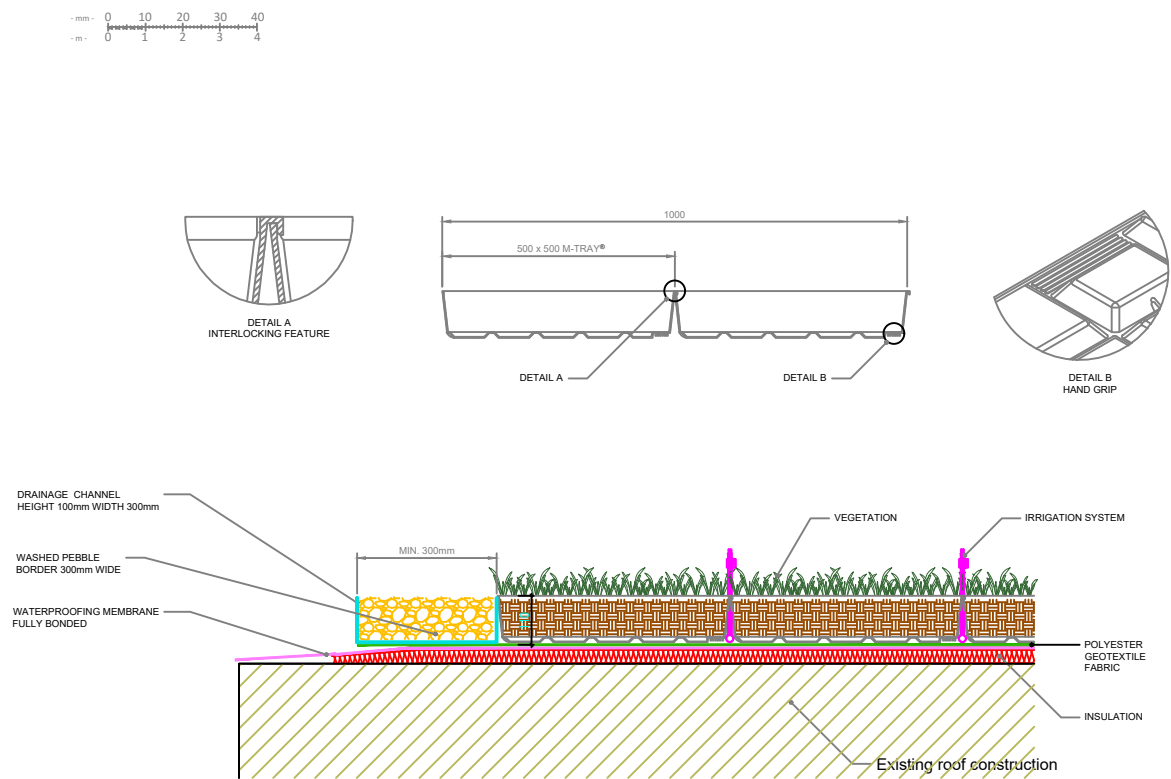 - mm - 0 10 20 30 40
- m - 0 1 2 3 4
1000
500 x 500 M-TRAY®
DETAIL A
INTERLOCKING FEATURE
DETAIL A
DETAIL B
DETAIL B
HAND GRIP
DRAINAGE CHANNEL
HEIGHT 100mm WIDTH 300mm
WASHED PEBBLE
BORDER 300mm WIDE
WATERPROOFING MEMBRANE
FULLY BONDED
MIN. 300mm
VEGETATION
IRRIGATION SYSTEM
POLYESTER
GEOTEXTILE
FABRIC
INSULATION
Existing roof construction